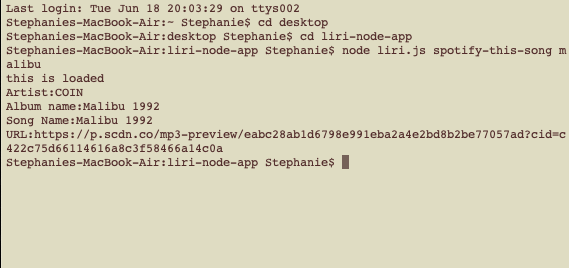 Last login: Tue Jun 18 20:03:29 on ttys002
Stephanies-MacBook-Air:~ Stephanie$ cd desktop
Stephanies-MacBook-Air:desktop Stephanie$ cd liri-node-app
Stephanies-MacBook-Air:liri-node-app Stephanie$ node liri.js spotify-this-song m
alibu
this is loaded
Artist:COIN
Album name:Malibu 1992
Song Name:Malibu 1992
URL:https://p.scdn.co/mp3-preview/eabc28ab1d6798e991eba2a4e2bd8b2be77057ad?cid=c
422c75d66114616a8c3f58466a14c0a
Stephanies-MacBook-Air:liri-node-app Stephanie$